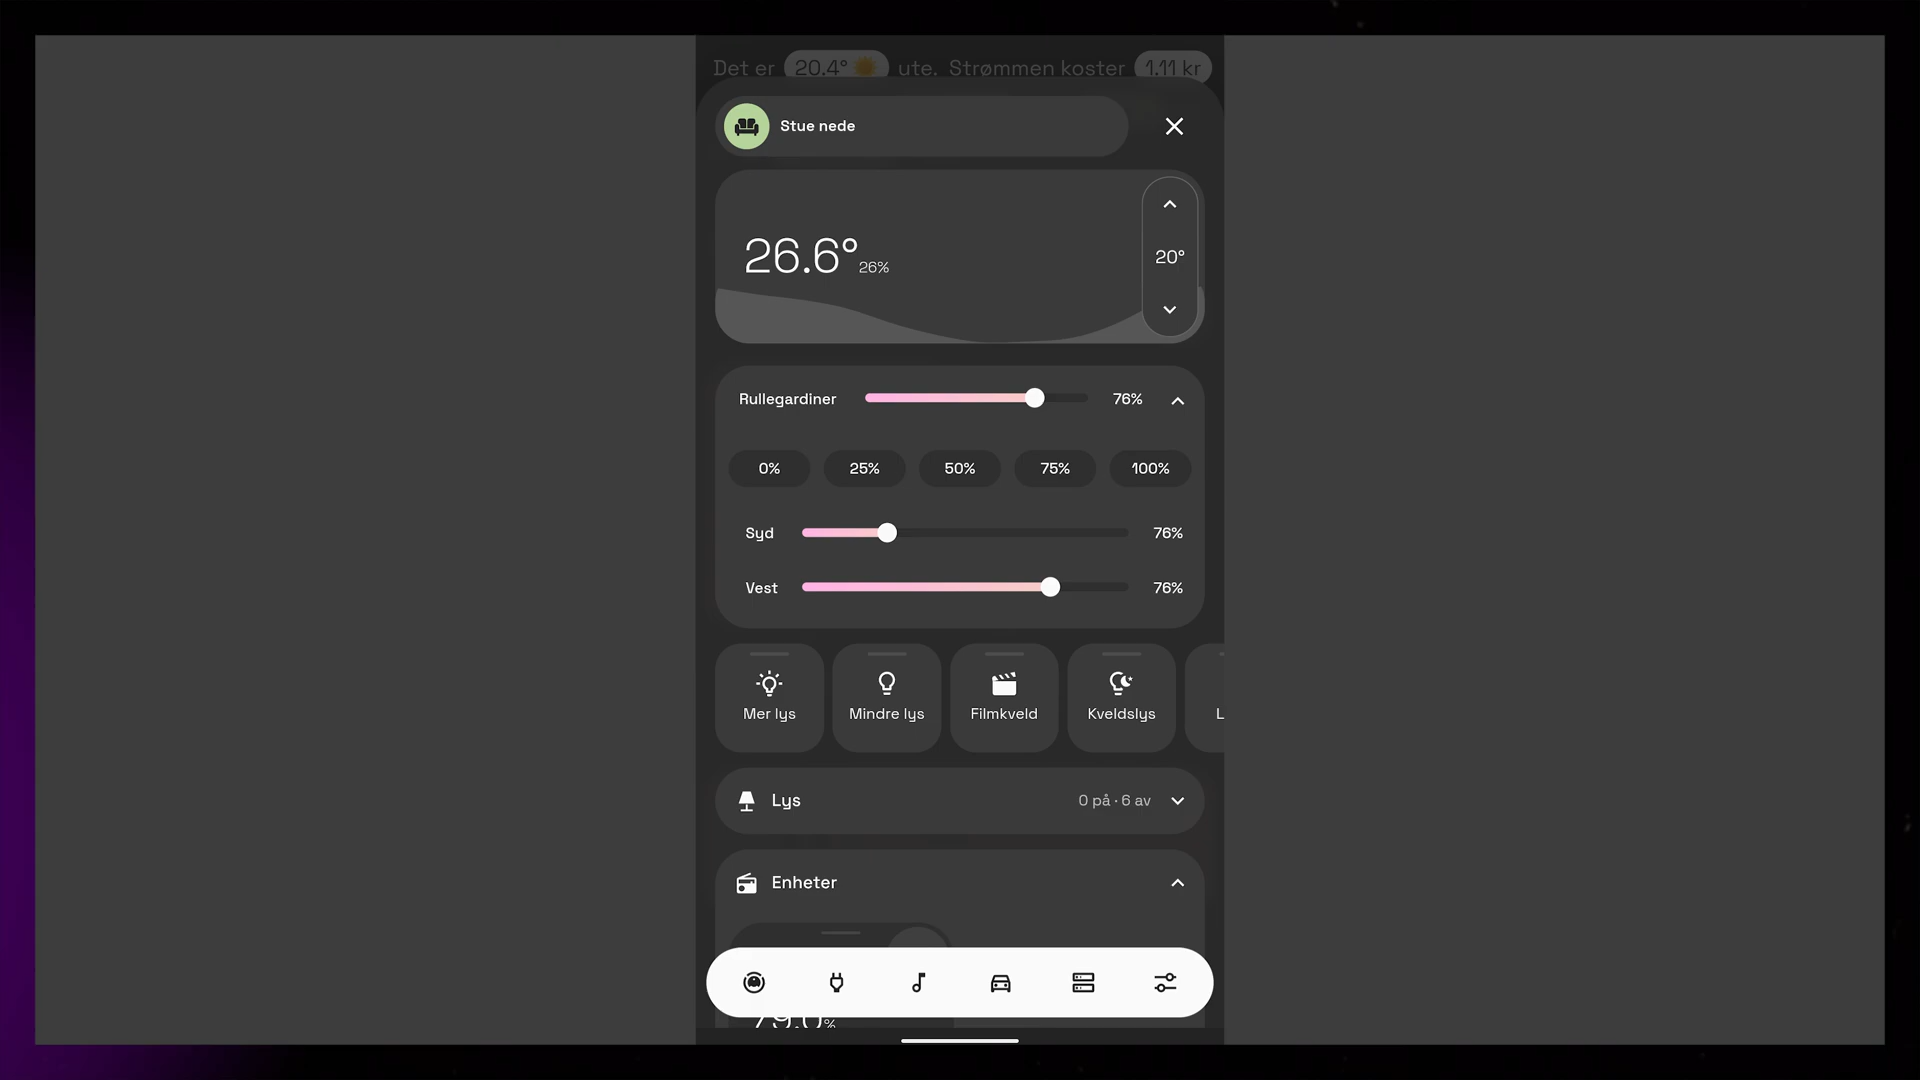 Det er 20.4° ute. Strømmen koster 1.11 kr
Stue nede
26.6° 26%
20°
Rullegardiner 76%
0% 25% 50% 75% 100%
Syd 76%
Vest 76%
Mer lys Mindre lys Filmkveld Kveldslys L
Lys 0 på · 6 av
Enheter
79.0%